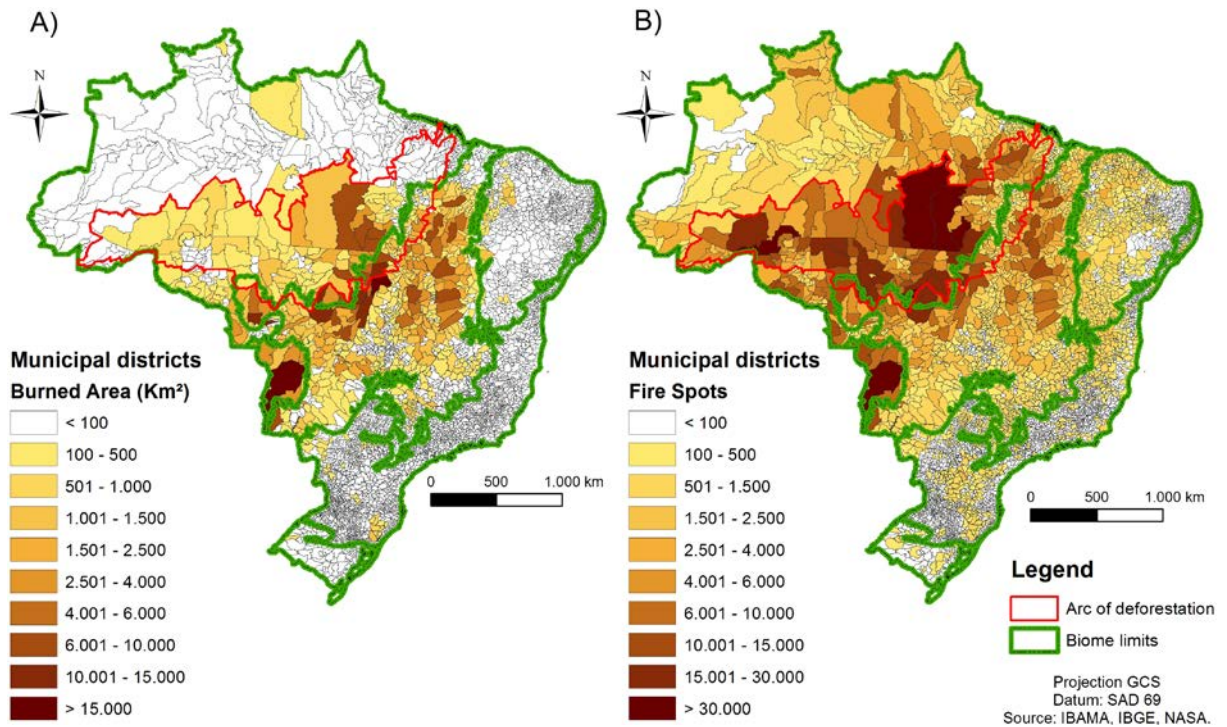 A)
N
Municipal districts
Burned Area (Km²)
< 100
100 - 500
501 - 1.000
1.001 - 1.500
1.501 - 2.500
2.501 - 4.000
4.001 - 6.000
6.001 - 10.000
10.001 - 15.000
> 15.000
0 500 1.000 km
B)
N
Municipal districts
Fire Spots
< 100
100 - 500
501 - 1.500
1.501 - 2.500
2.501 - 4.000
4.001 - 6.000
6.001 - 10.000
10.001 - 15.000
15.001 - 30.000
> 30.000
0 500 1.000 km
Legend
Arc of deforestation
Biome limits
Projection GCS
Datum: SAD 69
Source: IBAMA, IBGE, NASA.